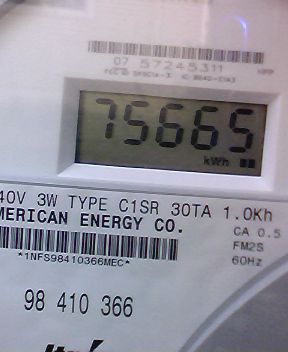 07 57245311
75665
kWh
40V 3W TYPE C1SR 30TA 1.0Kh
MERICAN ENERGY CO.
CA 0.5
FM2S
*1NFS98410366MEC*
60Hz
98 410 366